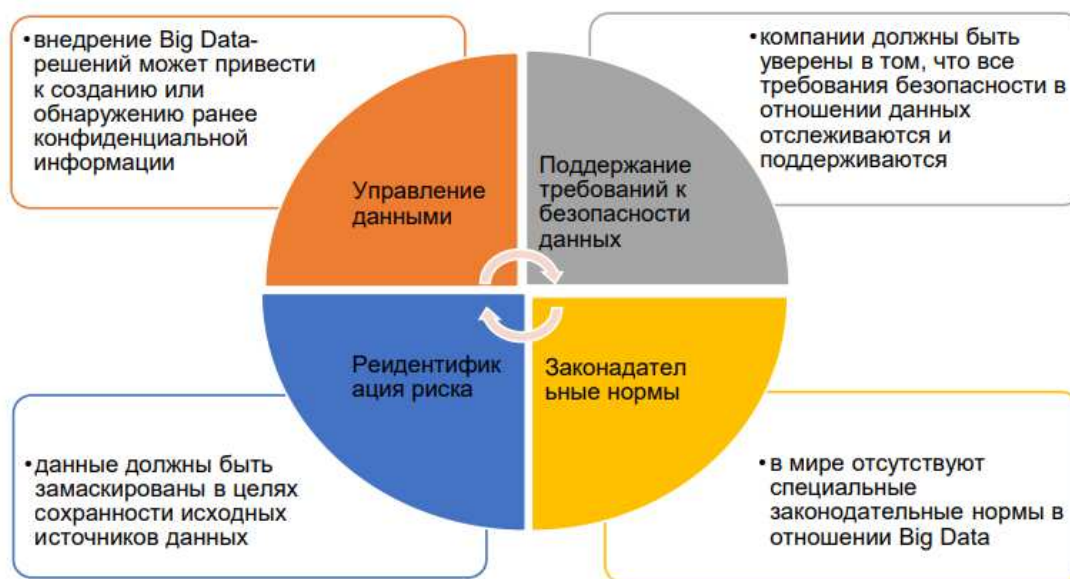 •внедрение Big Data-
решений может привести
к созданию или
обнаружению ранее
конфиденциальной
информации
•компании должны быть
уверены в том, что все
требования безопасности в
отношении данных
отслеживаются и
поддерживаются
Управление
данными
Поддержание
требований к
безопасности
данных
Реидентифик
ация риска
Законадател
ьные нормы
•данные должны быть
замаскированы в целях
сохранности исходных
источников данных
•в мире отсутствуют
специальные
законодательные нормы в
отношении Big Data